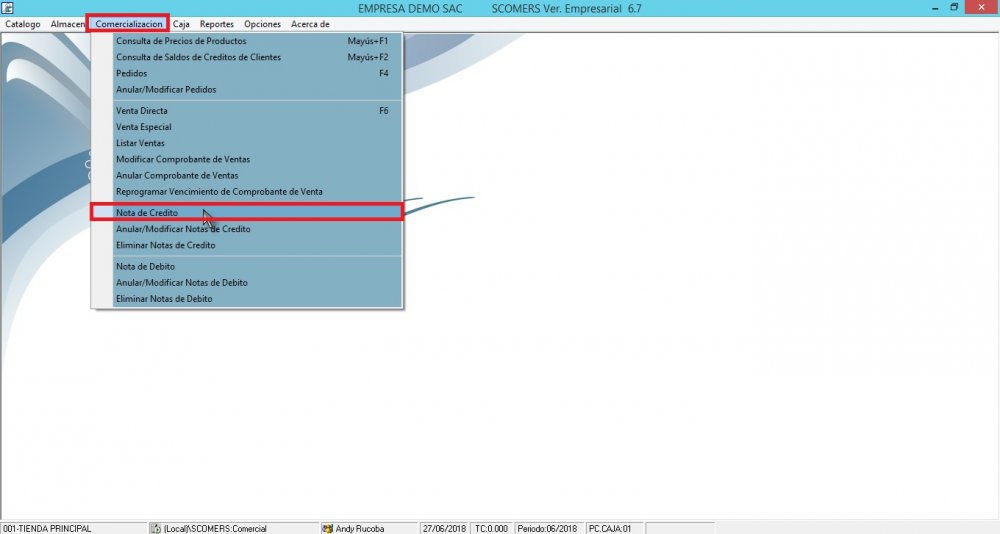 EMPRESA DEMO SAC SCOMERS Ver. Empresarial 6.7
Catalogo Almacen Comercializacion Caja Reportes Opciones Acerca de
Consulta de Precios de Productos Mayús+F1
Consulta de Saldos de Creditos de Clientes Mayús+F2
Pedidos F4
Anular/Modificar Pedidos
Venta Directa F6
Venta Especial
Listar Ventas
Modificar Comprobante de Ventas
Anular Comprobante de Ventas
Reprogramar Vencimiento de Comprobante de Venta
Nota de Credito
Anular/Modificar Notas de Credito
Eliminar Notas de Credito
Nota de Debito
Anular/Modificar Notas de Debito
Eliminar Notas de Debito
001-TIENDA PRINCIPAL (Local)\SCOMERS:Comercial Andy Rucoba 27/06/2018 TC:0.000 Periodo:06/2018 PC.CAJA:01